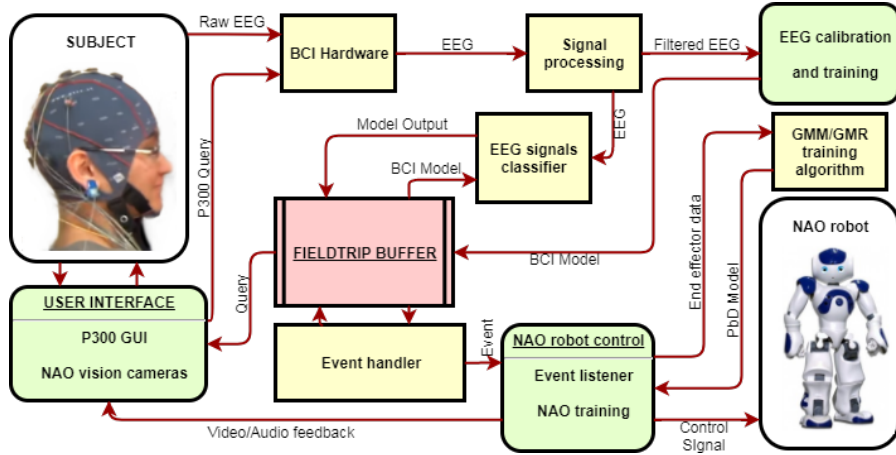 SUBJECT
Raw EEG
BCI Hardware
EEG
Signal
processing
Filtered EEG
EEG calibration
and training
P300 Query
Model Output
BCI Model
EEG signals
classifier
EEG
GMM/GMR
training
algorithm
FIELDTRIP BUFFER
BCI Model
End effector data
PbD Model
NAO robot
Query
USER INTERFACE
P300 GUI
NAO vision cameras
Event handler
Event
NAO robot control
Event listener
NAO training
Video/Audio feedback
Control
SIgnal